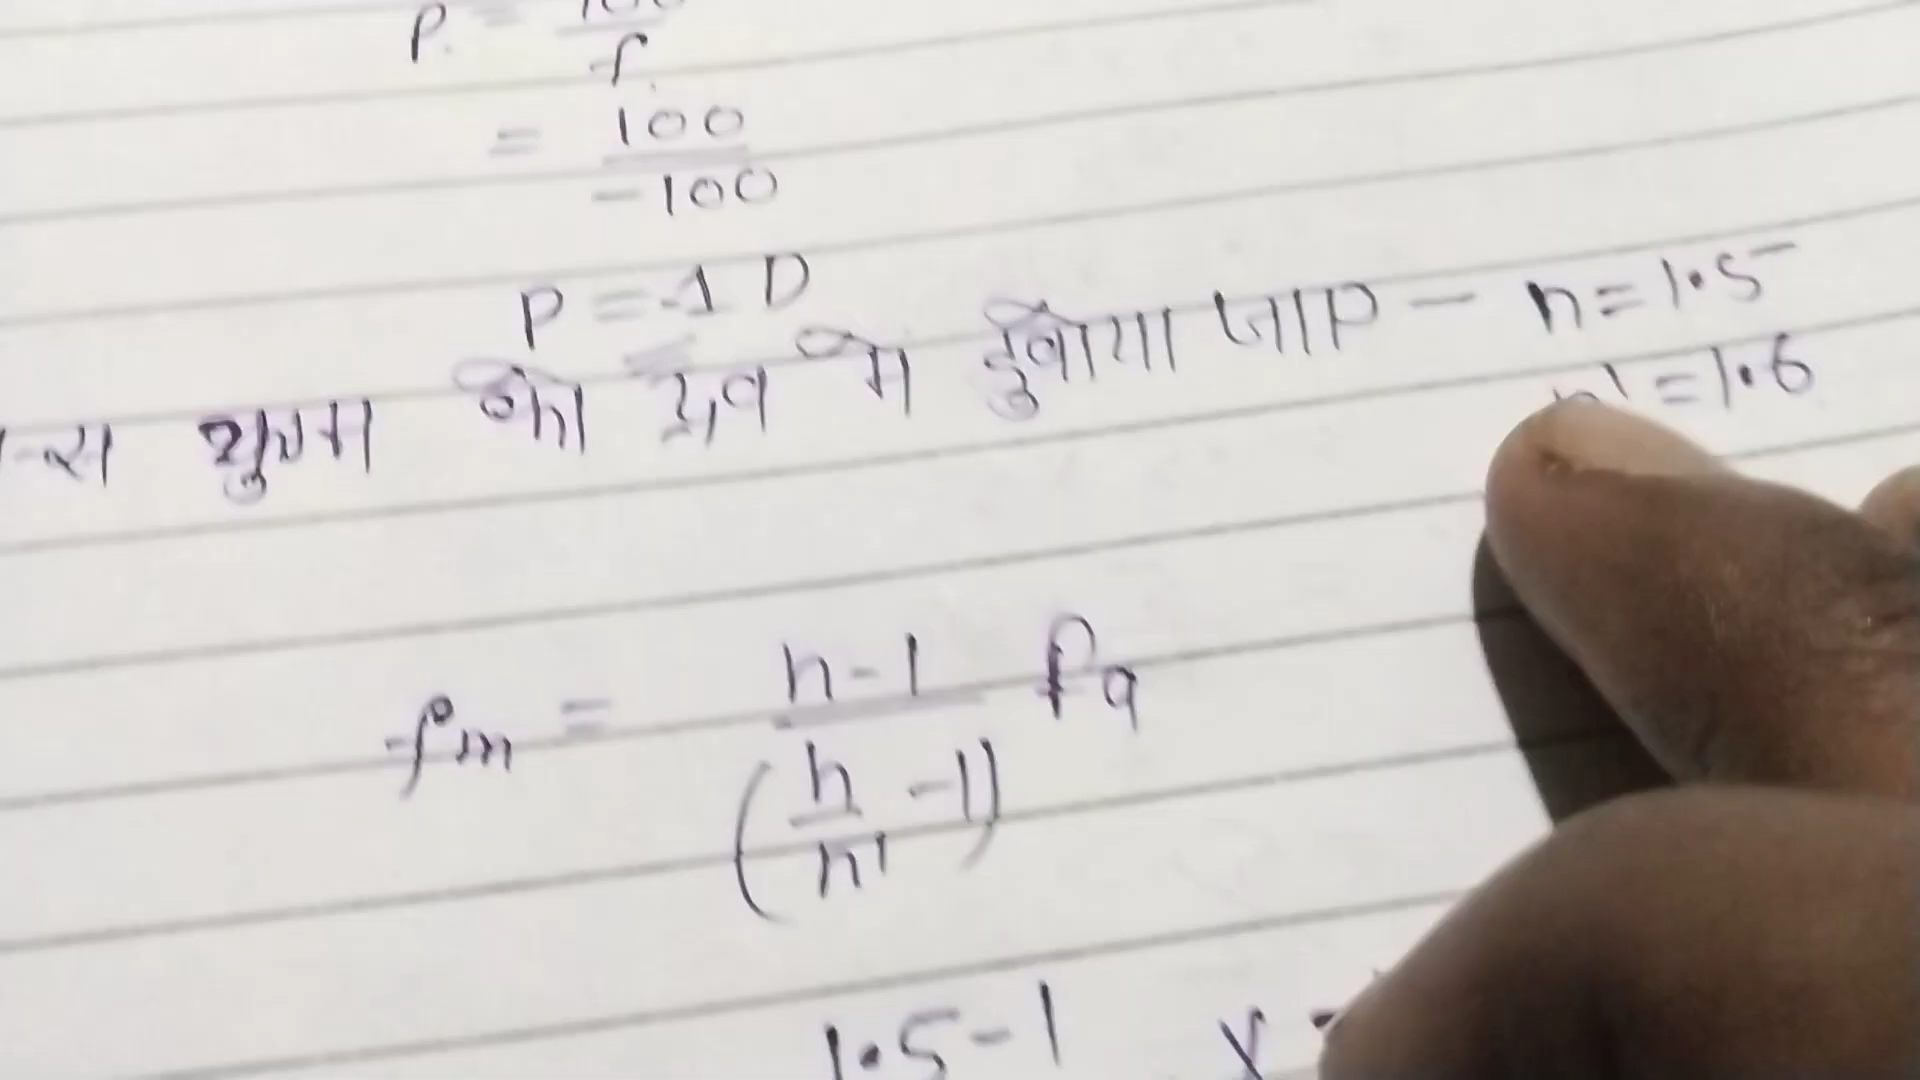 P. = 100
f.
= 100
-100
P = -1 D
युग्म को द्रव मे डुबोया जाए - n = 1.5
n' = 1.6
fm = n-1 fa
(n -1)
n'
1.5-1 x -